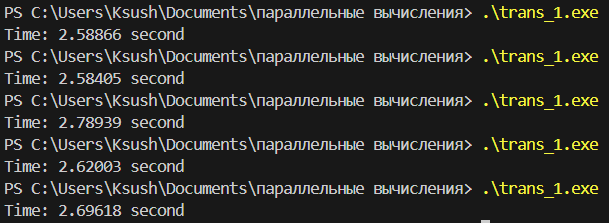 PS C:\Users\Ksush\Documents\параллельные вычисления> .\trans_1.exe
Time: 2.58866 second
PS C:\Users\Ksush\Documents\параллельные вычисления> .\trans_1.exe
Time: 2.58405 second
PS C:\Users\Ksush\Documents\параллельные вычисления> .\trans_1.exe
Time: 2.78939 second
PS C:\Users\Ksush\Documents\параллельные вычисления> .\trans_1.exe
Time: 2.62003 second
PS C:\Users\Ksush\Documents\параллельные вычисления> .\trans_1.exe
Time: 2.69618 second